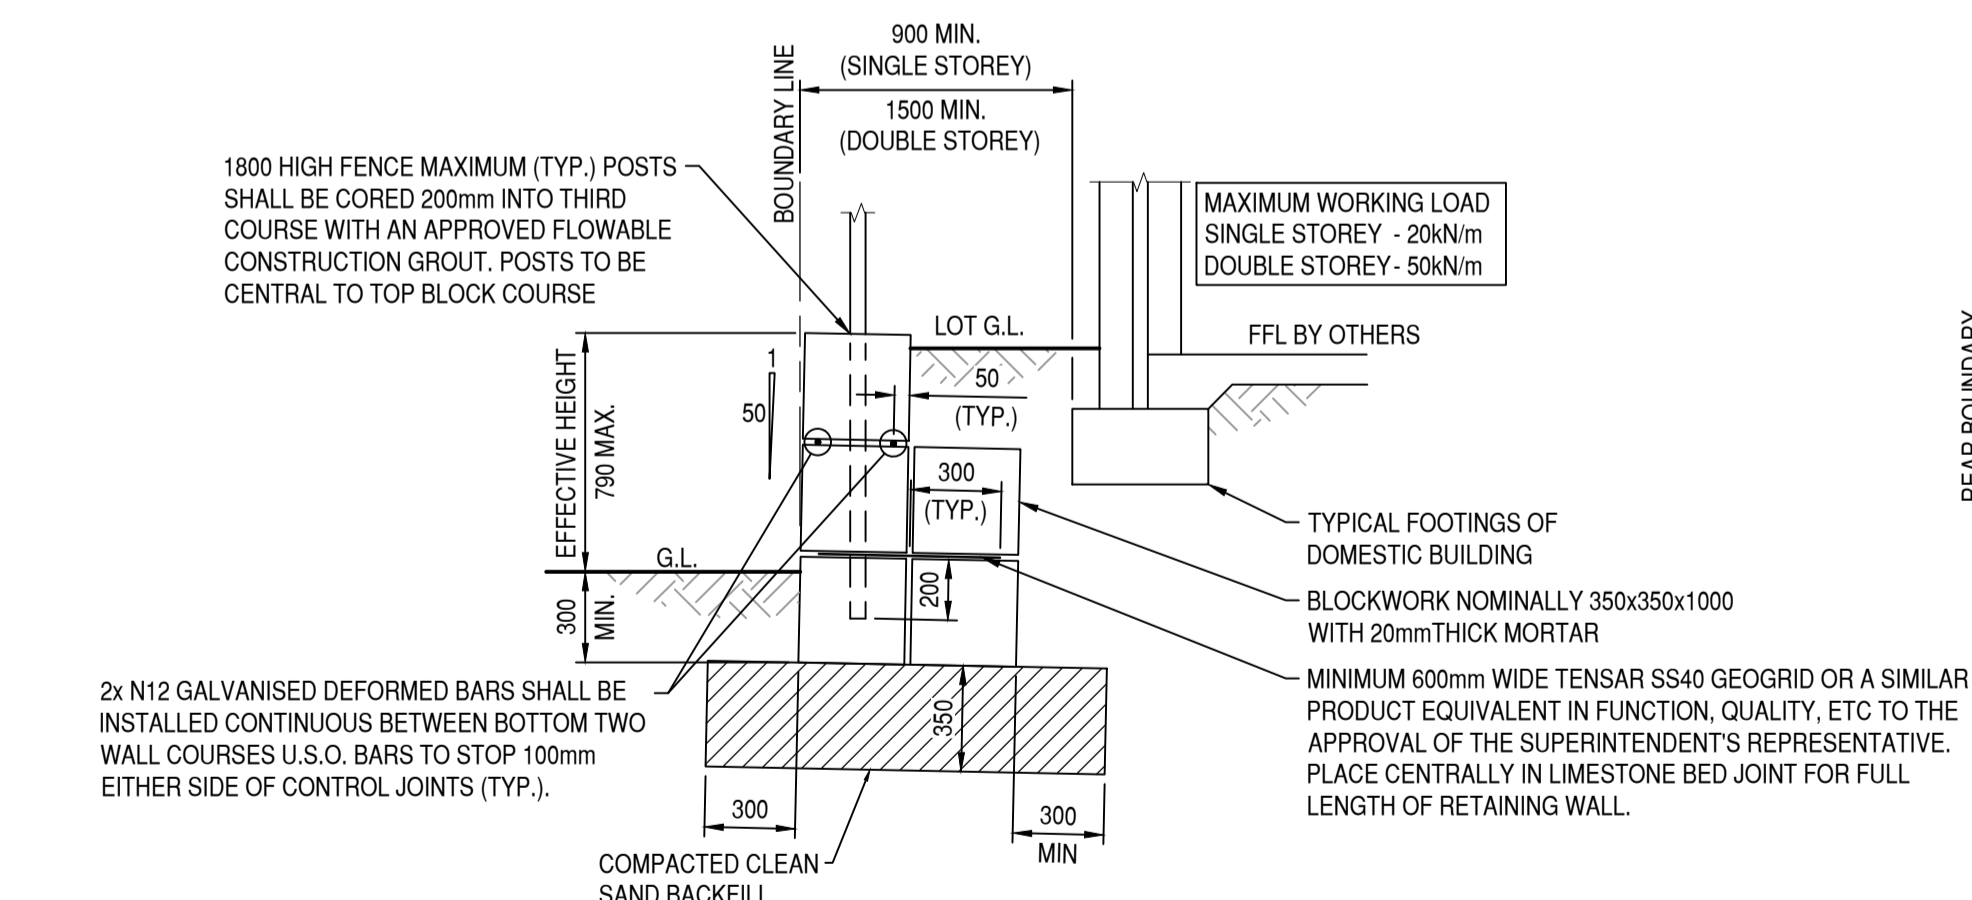 900 MIN.
(SINGLE STOREY)
1500 MIN.
(DOUBLE STOREY)
BOUNDARY LINE
1800 HIGH FENCE MAXIMUM (TYP.) POSTS
SHALL BE CORED 200mm INTO THIRD
COURSE WITH AN APPROVED FLOWABLE
CONSTRUCTION GROUT. POSTS TO BE
CENTRAL TO TOP BLOCK COURSE
MAXIMUM WORKING LOAD
SINGLE STOREY - 20kN/m
DOUBLE STOREY - 50kN/m
LOT G.L.
FFL BY OTHERS
REAR BOUNDARY
EFFECTIVE HEIGHT
790 MAX.
1
50
50
(TYP.)
300
(TYP.)
G.L.
300
MIN.
200
TYPICAL FOOTINGS OF
DOMESTIC BUILDING
BLOCKWORK NOMINALLY 350x350x1000
WITH 20mmTHICK MORTAR
MINIMUM 600mm WIDE TENSAR SS40 GEOGRID OR A SIMILAR
PRODUCT EQUIVALENT IN FUNCTION, QUALITY, ETC TO THE
APPROVAL OF THE SUPERINTENDENT'S REPRESENTATIVE.
PLACE CENTRALLY IN LIMESTONE BED JOINT FOR FULL
LENGTH OF RETAINING WALL.
2x N12 GALVANISED DEFORMED BARS SHALL BE
INSTALLED CONTINUOUS BETWEEN BOTTOM TWO
WALL COURSES U.S.O. BARS TO STOP 100mm
EITHER SIDE OF CONTROL JOINTS (TYP.).
350
300
300
MIN
COMPACTED CLEAN
SAND BACKFILL